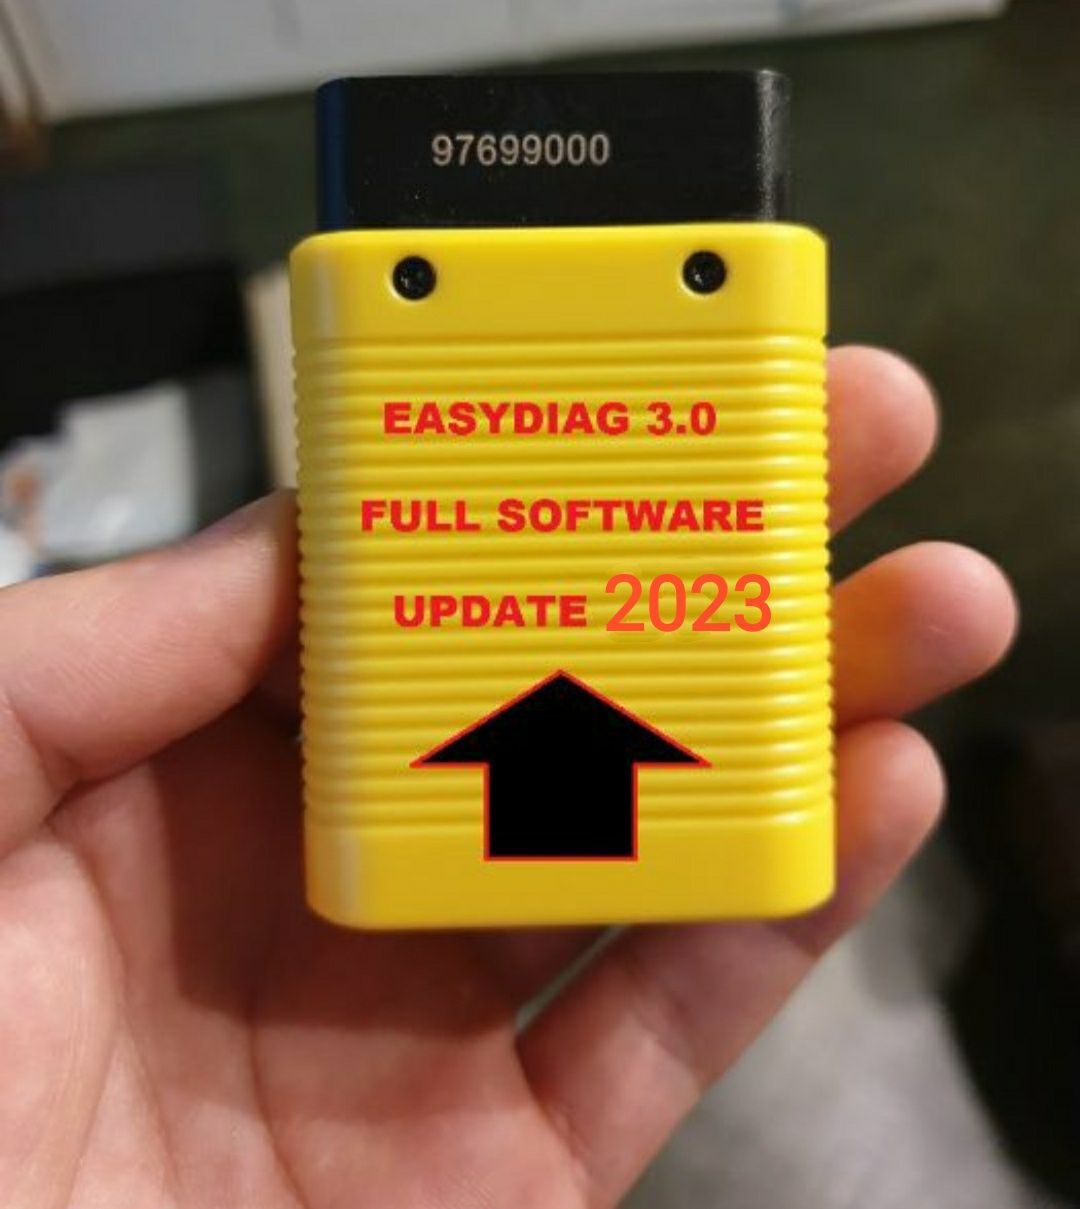 97699000
EASYDIAG 3.0
FULL SOFTWARE
UPDATE 2023